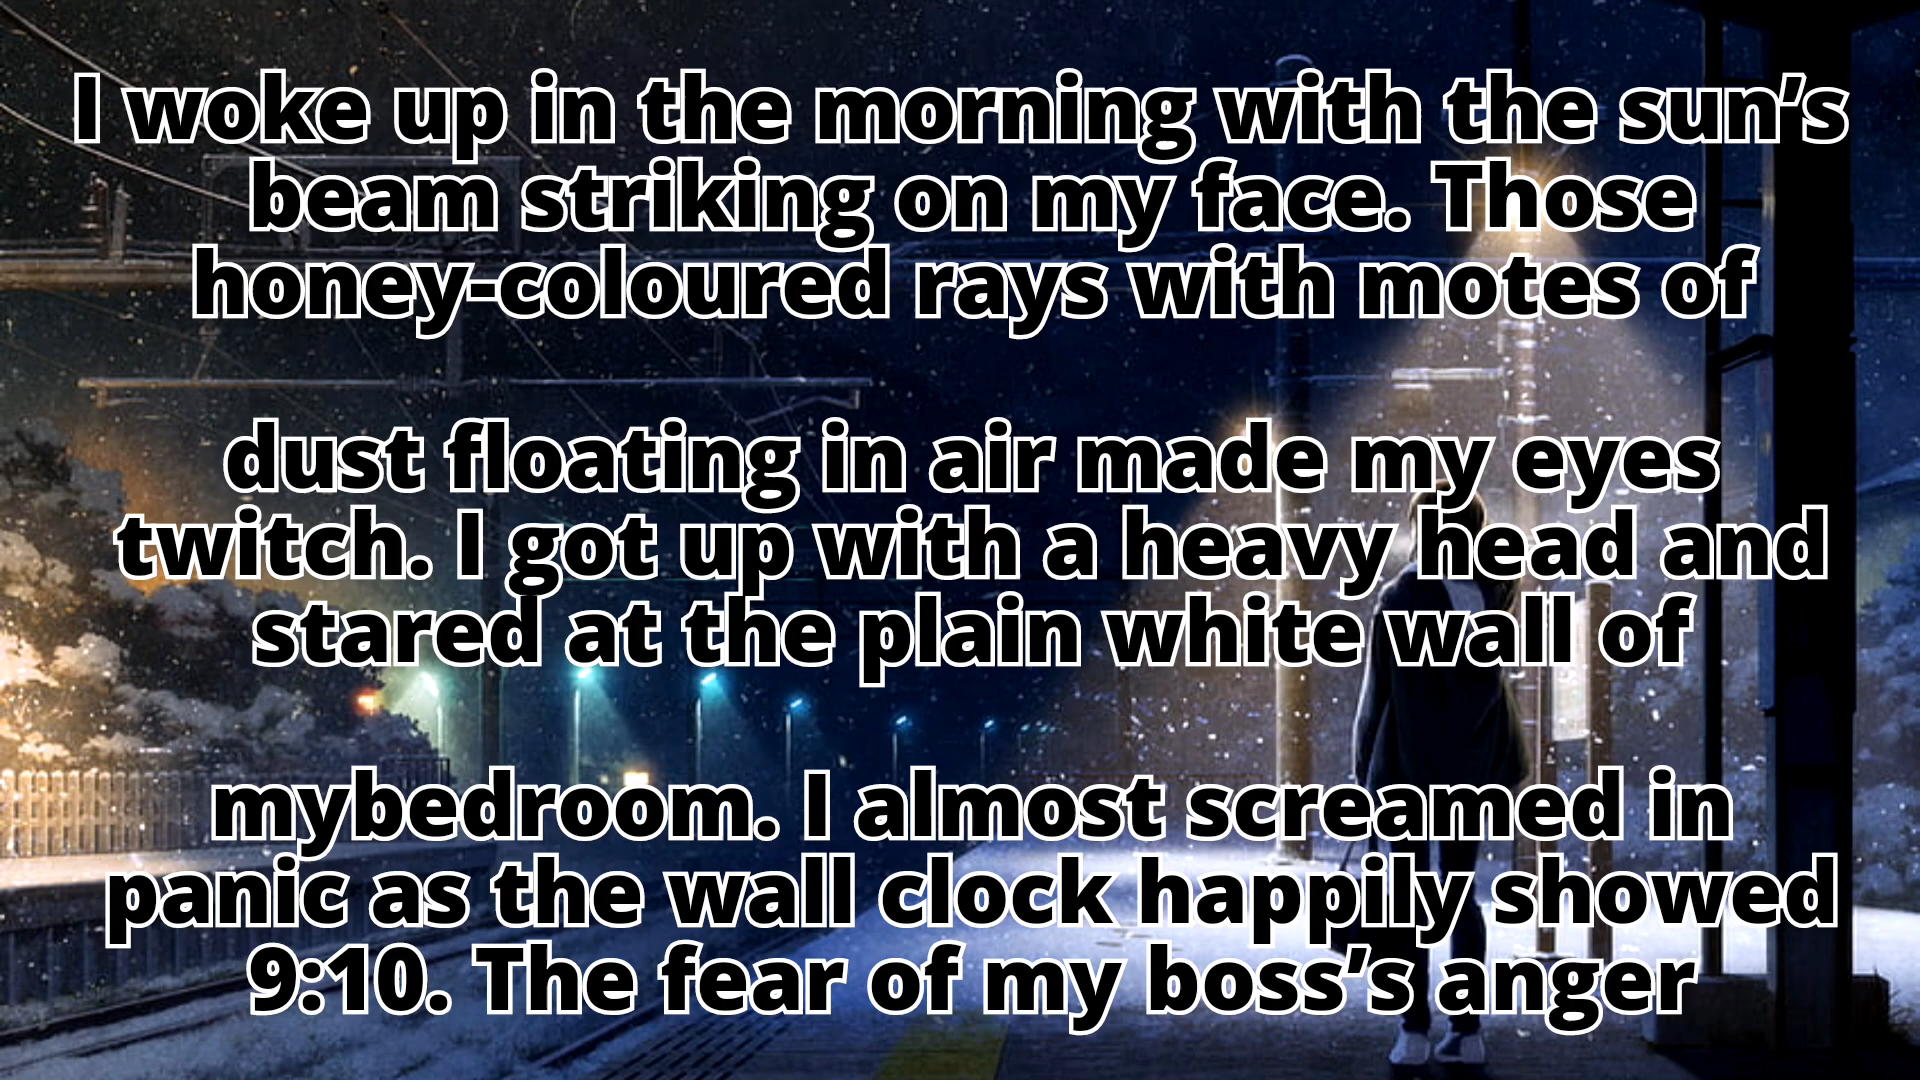 I woke up in the morning with the sun’s
beam striking on my face. Those
honey-coloured rays with motes of
dust floating in air made my eyes
twitch. I got up with a heavy head and
stared at the plain white wall of
mybedroom. I almost screamed in
panic as the wall clock happily showed
9:10. The fear of my boss’s anger